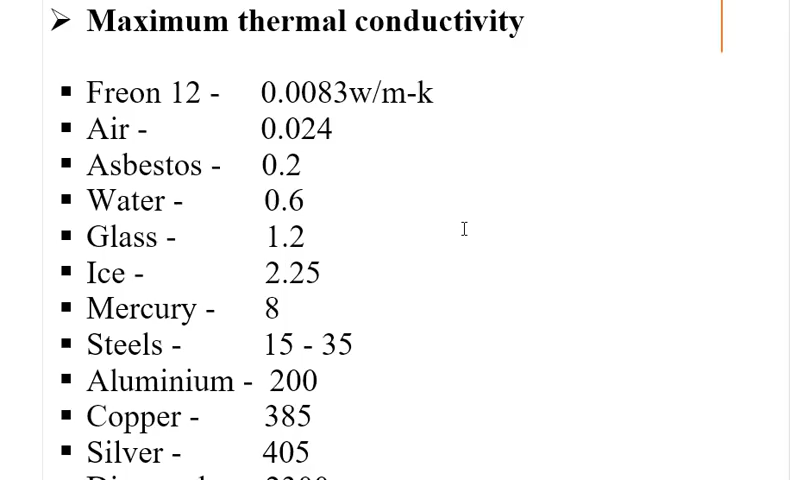 ➢ Maximum thermal conductivity
▪ Freon 12 - 0.0083w/m-k
▪ Air - 0.024
▪ Asbestos - 0.2
▪ Water - 0.6
▪ Glass - 1.2
▪ Ice - 2.25
▪ Mercury - 8
▪ Steels - 15 - 35
▪ Aluminium - 200
▪ Copper - 385
▪ Silver - 405